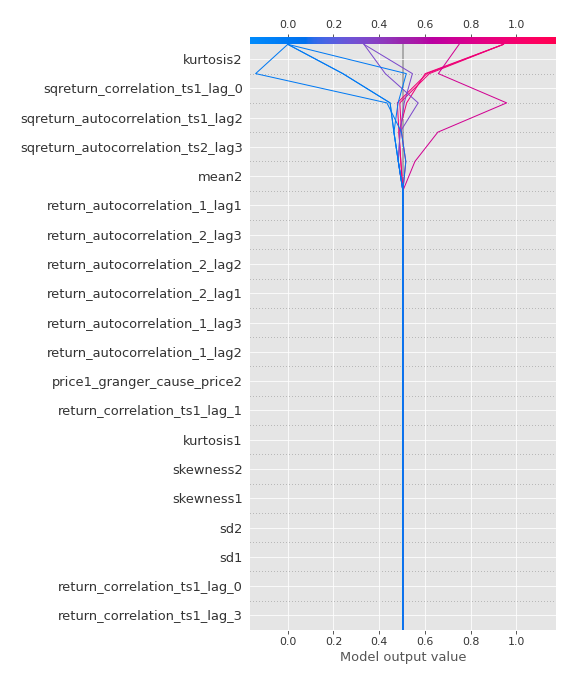 0.0 0.2 0.4 0.6 0.8 1.0
kurtosis2
sqreturn_correlation_ts1_lag_0
sqreturn_autocorrelation_ts1_lag2
sqreturn_autocorrelation_ts2_lag3
mean2
return_autocorrelation_1_lag1
return_autocorrelation_2_lag3
return_autocorrelation_2_lag2
return_autocorrelation_2_lag1
return_autocorrelation_1_lag3
return_autocorrelation_1_lag2
price1_granger_cause_price2
return_correlation_ts1_lag_1
kurtosis1
skewness2
skewness1
sd2
sd1
return_correlation_ts1_lag_0
return_correlation_ts1_lag_3
0.0 0.2 0.4 0.6 0.8 1.0
Model output value